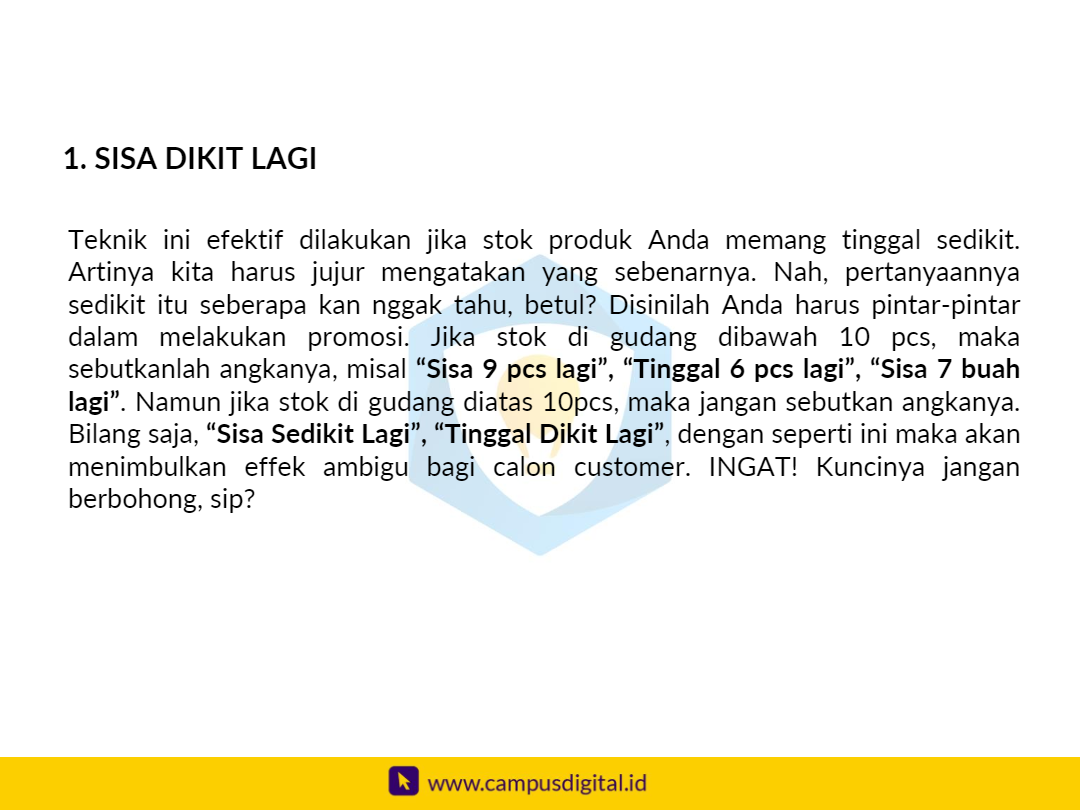 1. SISA DIKIT LAGI
Teknik ini efektif dilakukan jika stok produk Anda memang tinggal sedikit.
Artinya kita harus jujur mengatakan yang sebenarnya. Nah, pertanyaannya
sedikit itu seberapa kan nggak tahu, betul? Disinilah Anda harus pintar-pintar
dalam melakukan promosi. Jika stok di gudang dibawah 10 pcs, maka
sebutkanlah angkanya, misal “Sisa 9 pcs lagi”, “Tinggal 6 pcs lagi”, “Sisa 7 buah
lagi”. Namun jika stok di gudang diatas 10pcs, maka jangan sebutkan angkanya.
Bilang saja, “Sisa Sedikit Lagi”, “Tinggal Dikit Lagi”, dengan seperti ini maka akan
menimbulkan effek ambigu bagi calon customer. INGAT! Kuncinya jangan
berbohong, sip?
www.campusdigital.id